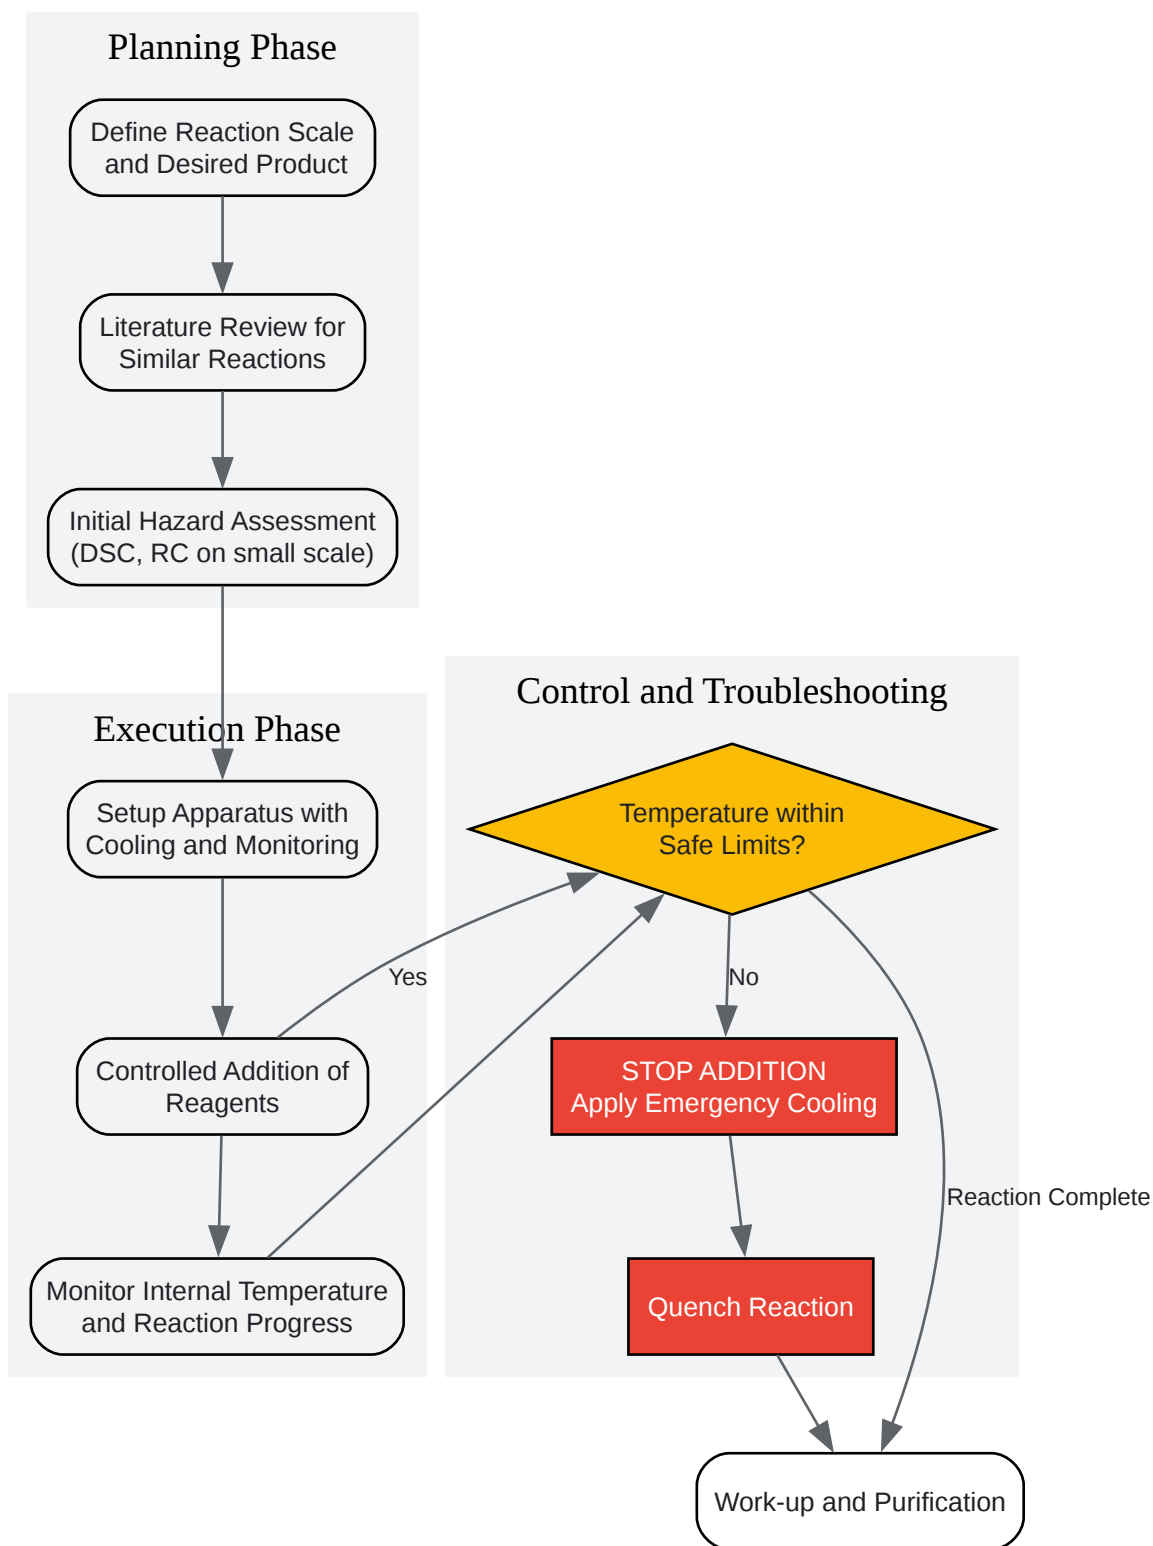 Planning Phase
Define Reaction Scale
and Desired Product
Literature Review for
Similar Reactions
Initial Hazard Assessment
(DSC, RC on small scale)
Execution Phase
Setup Apparatus with
Cooling and Monitoring
Controlled Addition of
Reagents
Monitor Internal Temperature
and Reaction Progress
Control and Troubleshooting
Temperature within
Safe Limits?
Yes
No
STOP ADDITION
Apply Emergency Cooling
Quench Reaction
Reaction Complete
Work-up and Purification